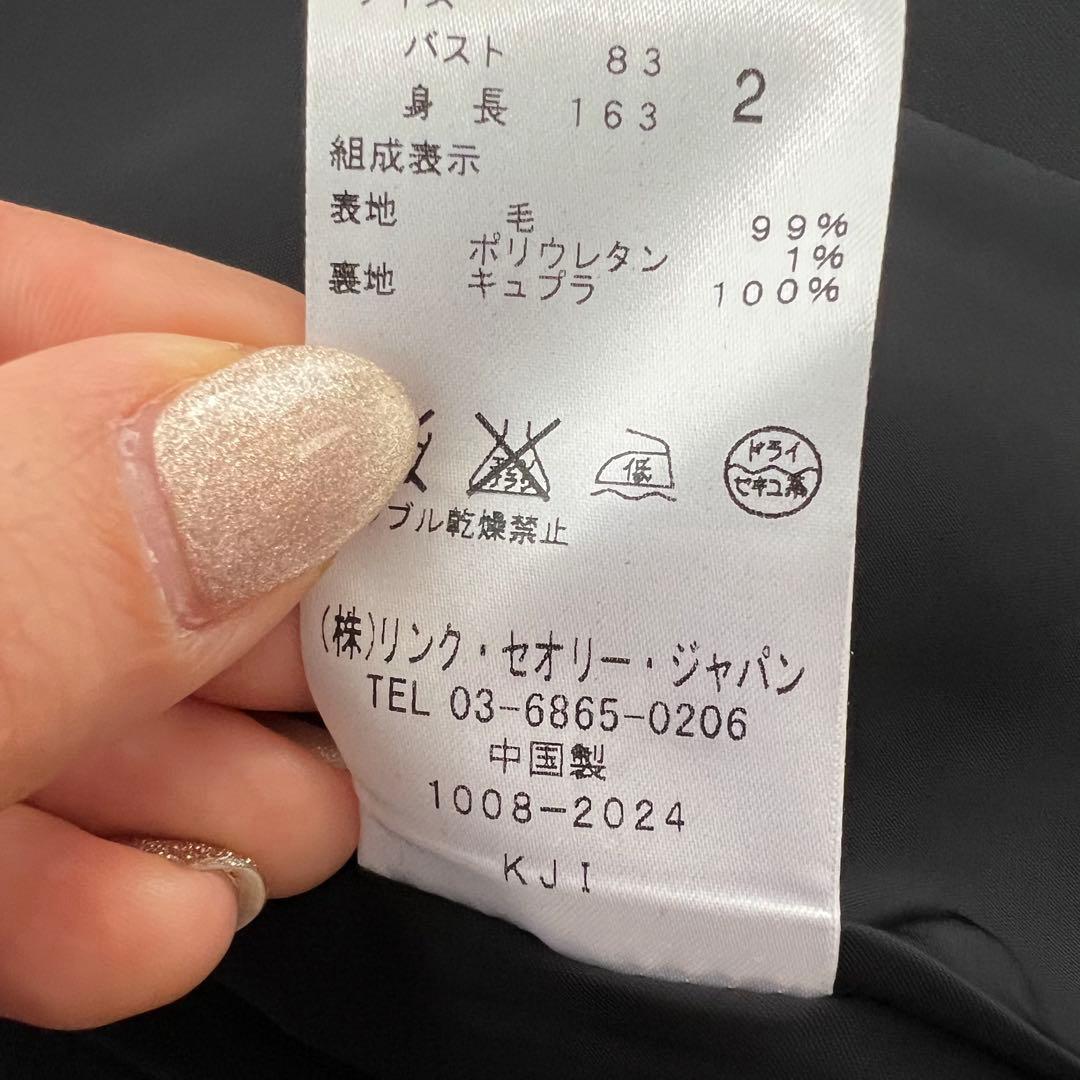 バスト 83
身長 163 2
組成表示
表地 毛 99%
ポリウレタン 1%
裏地 キュプラ 100%
低 ドライ
セキユ系
ブル乾燥禁止
(株)リンク・セオリー・ジャパン
TEL 03-6865-0206
中国製
1008-2024
KJI